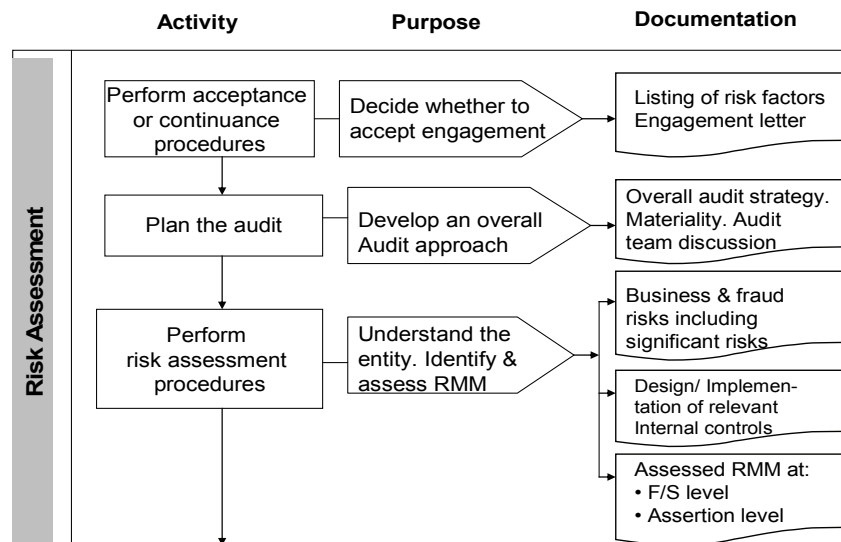 Activity
Purpose
Documentation
Risk Assessment
Perform acceptance
or continuance
procedures
Decide whether to
accept engagement
Listing of risk factors
Engagement letter
Plan the audit
Develop an overall
Audit approach
Overall audit strategy.
Materiality. Audit
team discussion
Perform
risk assessment
procedures
Understand the
entity. Identify &
assess RMM
Business & fraud
risks including
significant risks
Design/ Implemen-
tation of relevant
Internal controls
Assessed RMM at:
• F/S level
• Assertion level